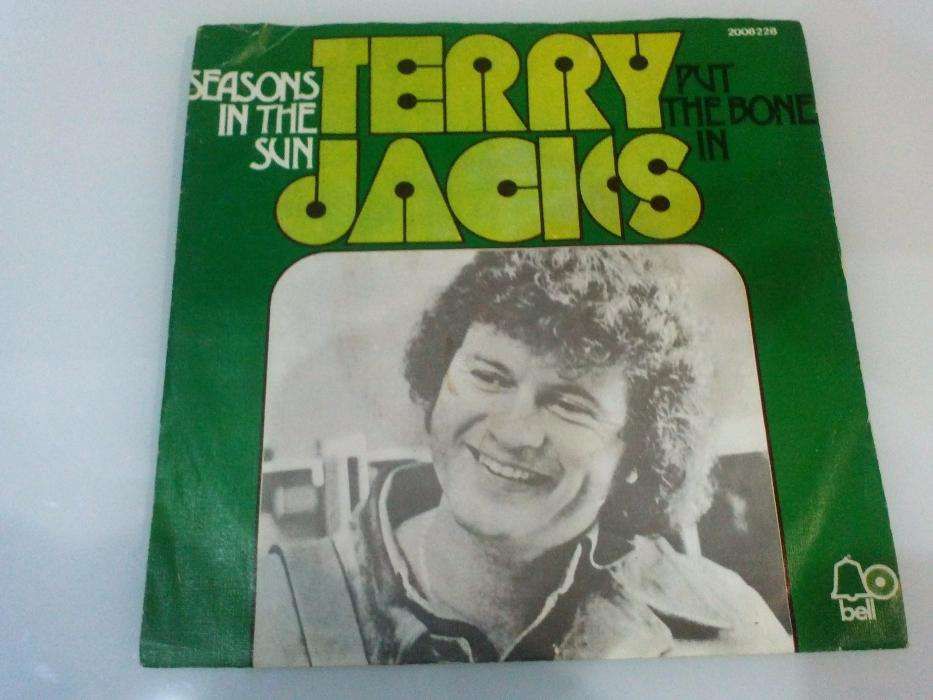 2008228
SEASONS
IN THE
SUN
TERRY
JACKS
PUT
THE BONE
IN
bell